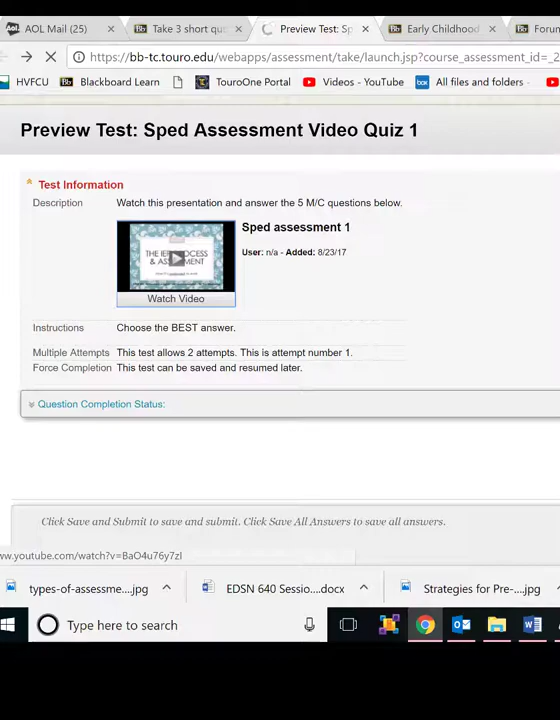 AOL Mail (25)
Take 3 short qui
Preview Test: Sp
Early Childhood
Forum
https://bb-tc.touro.edu/webapps/assessment/take/launch.jsp?course_assessment_id=_2
HVFCU
Blackboard Learn
TouroOne Portal
Videos - YouTube
All files and folders
Preview Test: Sped Assessment Video Quiz 1
Test Information
Description
Watch this presentation and answer the 5 M/C questions below.
THE IEP PROCESS
& ASSESSMENT
Watch Video
Sped assessment 1
User: n/a - Added: 8/23/17
Instructions
Choose the BEST answer.
Multiple Attempts
This test allows 2 attempts. This is attempt number 1.
Force Completion
This test can be saved and resumed later.
Question Completion Status:
Click Save and Submit to save and submit. Click Save All Answers to save all answers.
ww.youtube.com/watch?v=BaO4u76y7zI
types-of-assessme....jpg
EDSN 640 Sessio....docx
Strategies for Pre-....jpg
Type here to search